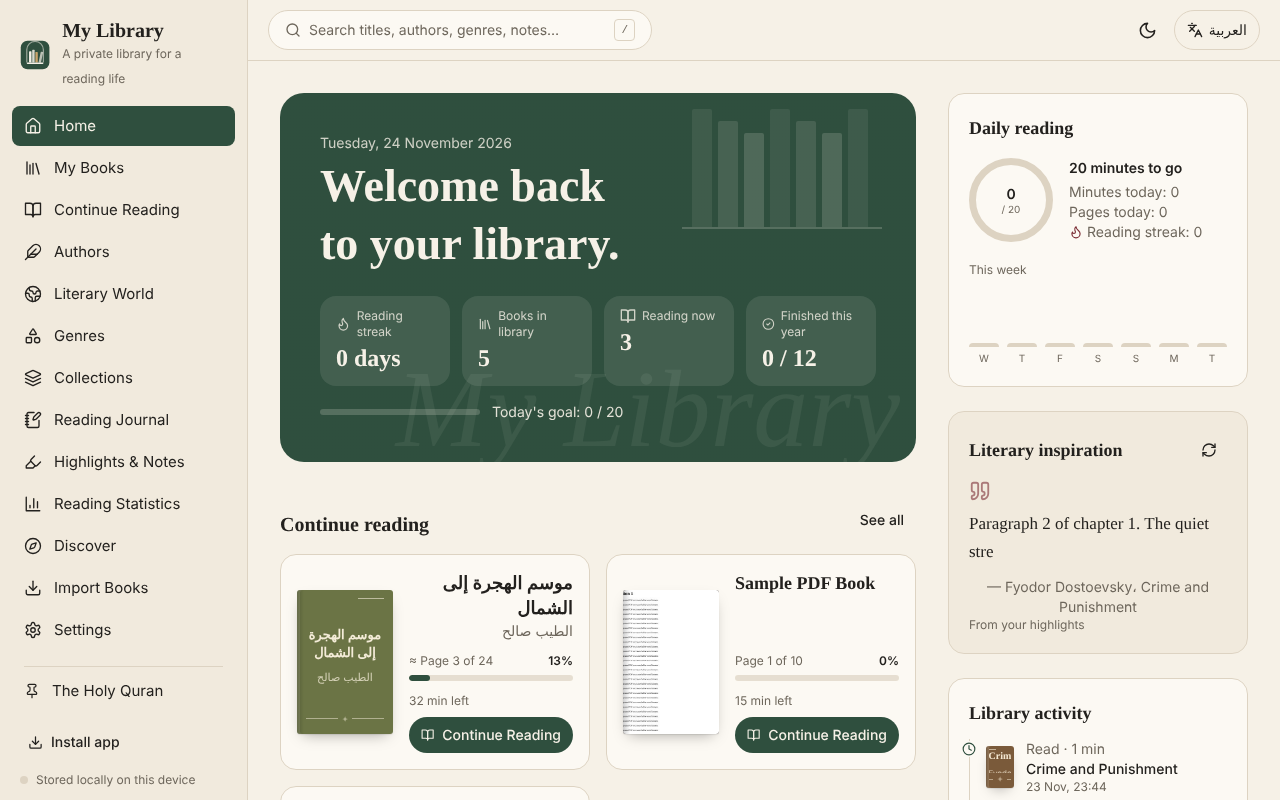 My Library
A private library for a
reading life
Home
My Books
Continue Reading
Authors
Literary World
Genres
Collections
Reading Journal
Highlights & Notes
Reading Statistics
Discover
Import Books
Settings
The Holy Quran
Install app
Stored locally on this device
Search titles, authors, genres, notes...
/
العربية
Tuesday, 24 November 2026
Welcome back
to your library.
Reading
streak
0 days
Books in
library
5
Reading now
3
Finished this
year
0 / 12
My Library
Today's goal: 0 / 20
Continue reading
See all
موسم الهجرة
إلى الشمال
الطيب صالح
موسم الهجرة إلى
الشمال
الطيب صالح
≈ Page 3 of 24
13%
32 min left
Continue Reading
Sample PDF Book
Page 1 of 10
0%
15 min left
Continue Reading
Daily reading
0
/ 20
20 minutes to go
Minutes today: 0
Pages today: 0
Reading streak: 0
This week
W T F S S M T
Literary inspiration
Paragraph 2 of chapter 1. The quiet
stre
— Fyodor Dostoevsky، Crime and
Punishment
From your highlights
Library activity
Crim
Read · 1 min
Crime and Punishment
23 Nov, 23:44